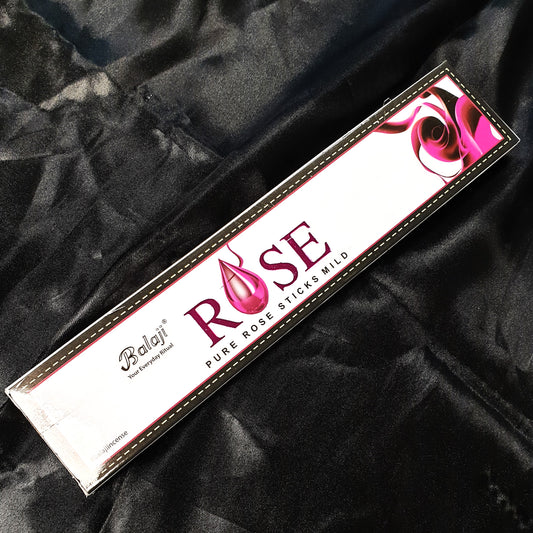 Balaji®
Your Everyday Ritual
ROSE
PURE ROSE STICKS MILD